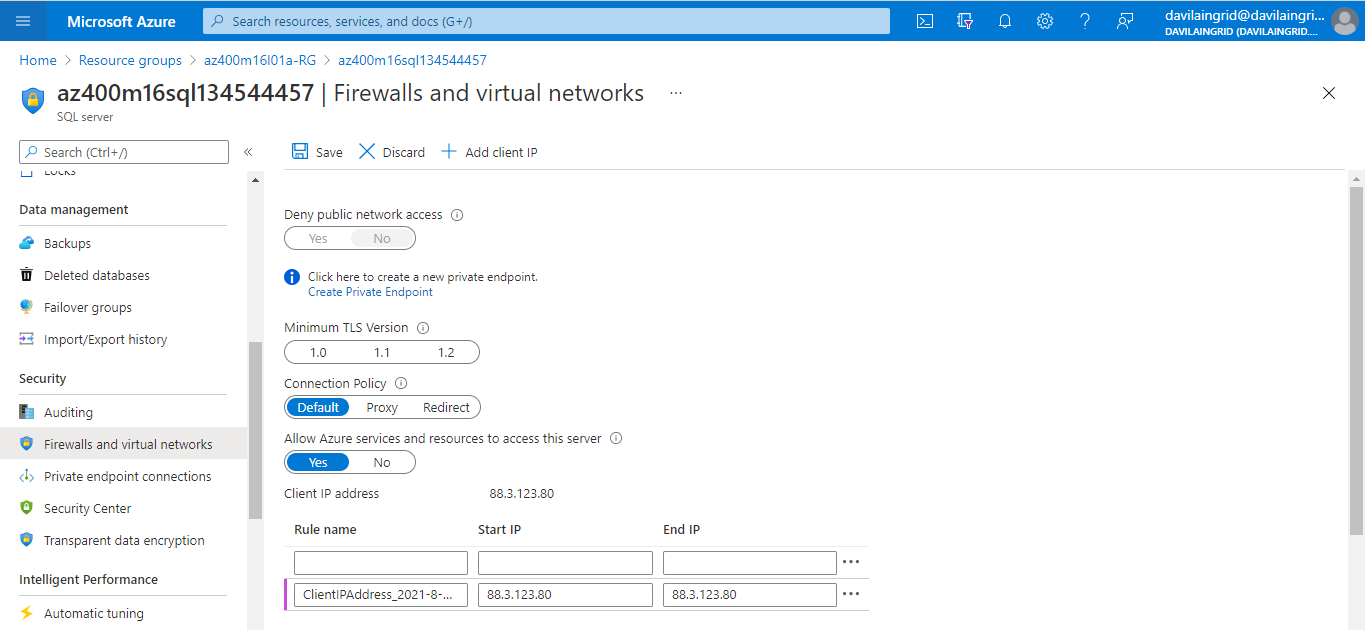 Microsoft Azure
Search resources, services, and docs (G+/)
davilaingrid@davilaingri...
DAVILAINGRID (DAVILAINGRID....
Home > Resource groups > az400m16l01a-RG > az400m16sql134544457
az400m16sql134544457 | Firewalls and virtual networks ...
SQL server
Search (Ctrl+/)
«
Locks
Data management
Backups
Deleted databases
Failover groups
Import/Export history
Security
Auditing
Firewalls and virtual networks
Private endpoint connections
Security Center
Transparent data encryption
Intelligent Performance
Automatic tuning
Save Discard Add client IP
Deny public network access
Yes No
Click here to create a new private endpoint.
Create Private Endpoint
Minimum TLS Version
1.0 1.1 1.2
Connection Policy
Default Proxy Redirect
Allow Azure services and resources to access this server
Yes No
Client IP address 88.3.123.80
Rule name Start IP End IP
ClientIPAddress_2021-8-... 88.3.123.80 88.3.123.80